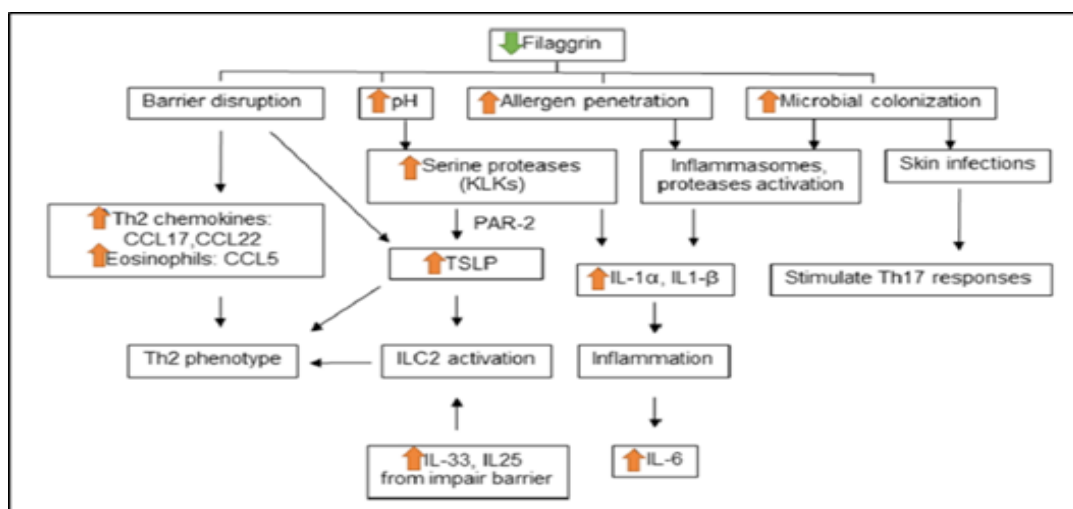 Filaggrin
Barrier disruption
pH
Allergen penetration
Microbial colonization
Serine proteases
(KLKs)
Inflammasomes,
proteases activation
Skin infections
Th2 chemokines:
CCL17,CCL22
Eosinophils: CCL5
PAR-2
TSLP
IL-1α, IL1-β
Stimulate Th17 responses
Th2 phenotype
ILC2 activation
Inflammation
IL-33, IL25
from impair barrier
IL-6